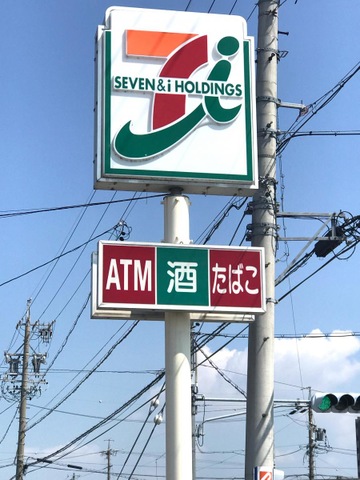 SEVEN & i HOLDINGS
ATM 酒 たばこ